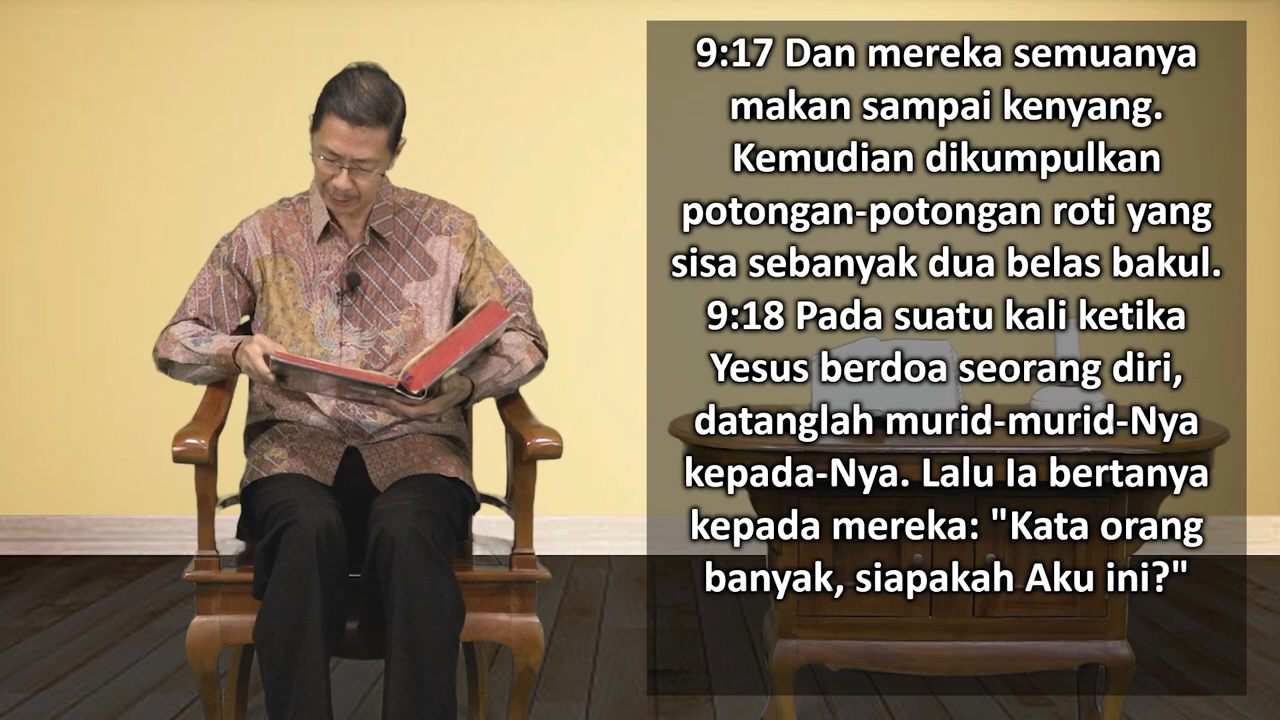 9:17 Dan mereka semuanya
makan sampai kenyang.
Kemudian dikumpulkan
potongan-potongan roti yang
sisa sebanyak dua belas bakul.
9:18 Pada suatu kali ketika
Yesus berdoa seorang diri,
datanglah murid-murid-Nya
kepada-Nya. Lalu Ia bertanya
kepada mereka: "Kata orang
banyak, siapakah Aku ini?"